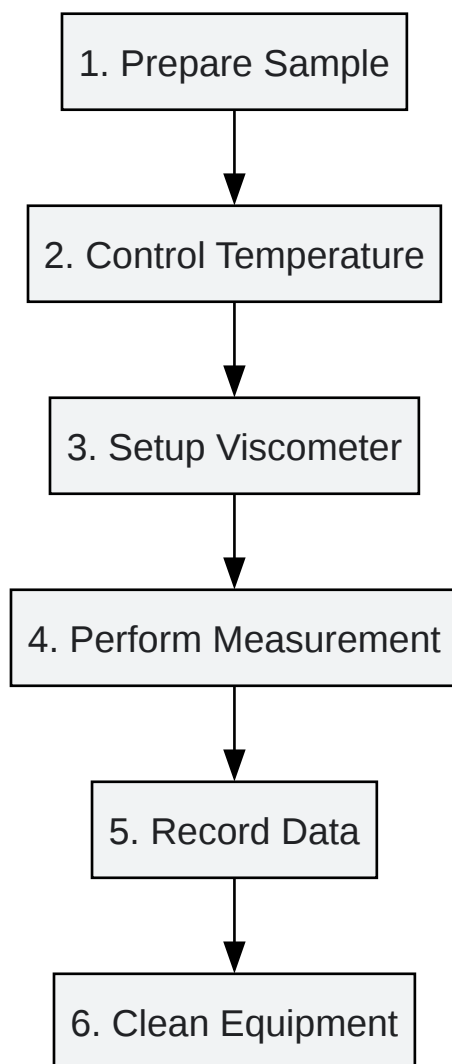 1. Prepare Sample
2. Control Temperature
3. Setup Viscometer
4. Perform Measurement
5. Record Data
6. Clean Equipment